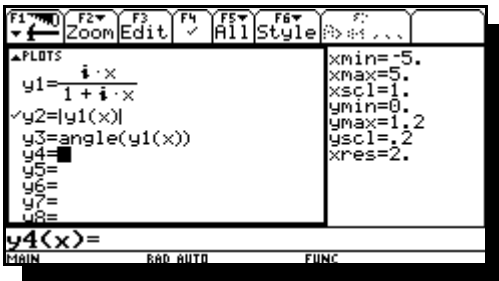 F1 F2 Zoom F3 Edit F4 ✓ F5 All F6 Style F7
PLOTS
y1=i·x/(1+i·x)
✓y2=|y1(x)|
y3=angle(y1(x))
y4=
y5=
y6=
y7=
y8=
xmin=-5.
xmax=5.
xscl=1.
ymin=0.
ymax=1.2
yscl=.2
xres=2.
y4(x)=
MAIN RAD AUTO FUNC